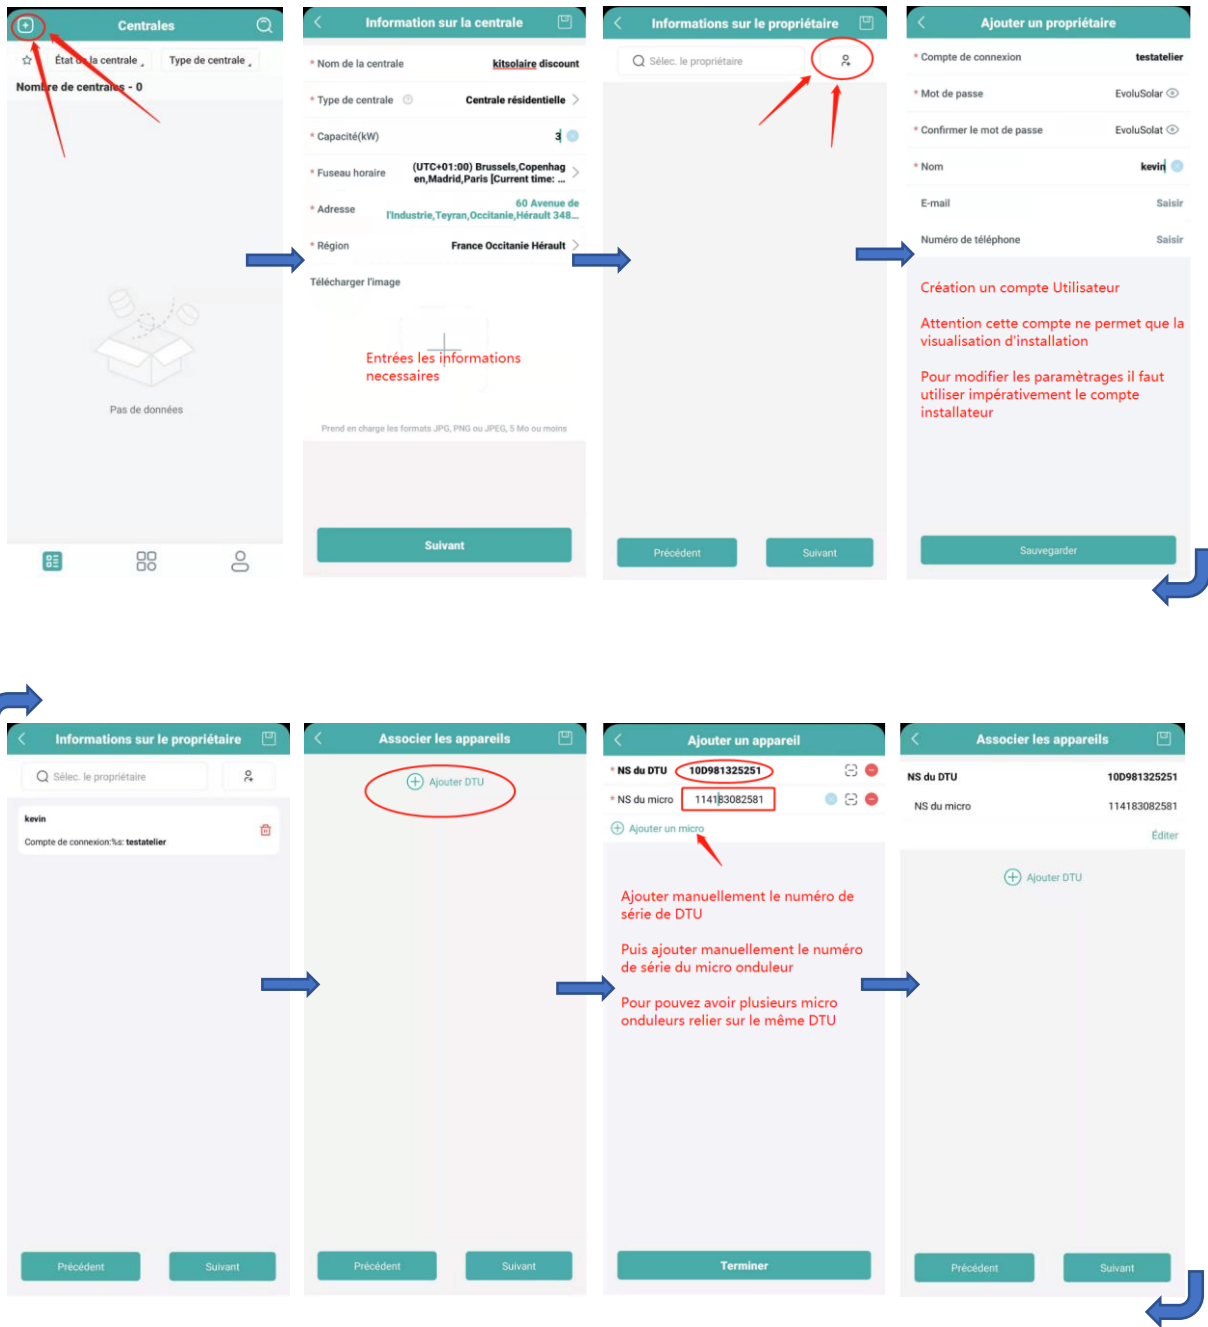 Centrales
État de la centrale
Type de centrale
Nombre de centrales - 0
Pas de données
Information sur la centrale
* Nom de la centrale kitsolaire discount
* Type de centrale Centrale résidentielle
* Capacité(kW) 3
* Fuseau horaire (UTC+01:00) Brussels,Copenhag
en,Madrid,Paris [Current time: ...
* Adresse 60 Avenue de
l'Industrie,Teyran,Occitanie,Hérault 348...
* Région France Occitanie Hérault
Télécharger l'image
Entrées les informations
necessaires
Prend en charge les formats JPG, PNG ou JPEG, 5 Mo ou moins
Suivant
Informations sur le propriétaire
Sélec. le propriétaire
Précédent
Suivant
Ajouter un propriétaire
* Compte de connexion testatelier
* Mot de passe EvoluSolar
* Confirmer le mot de passe EvoluSolat
* Nom kevin
E-mail Saisir
Numéro de téléphone Saisir
Création un compte Utilisateur
Attention cette compte ne permet que la
visualisation d'installation
Pour modifier les paramètrages il faut
utiliser impérativement le compte
installateur
Sauvegarder
Informations sur le propriétaire
Sélec. le propriétaire
kevin
Compte de connexion:%s: testatelier
Précédent
Suivant
Associer les appareils
Ajouter DTU
Précédent
Suivant
Ajouter un appareil
* NS du DTU 10D981325251
* NS du micro 114183082581
Ajouter un micro
Ajouter manuellement le numéro de
série de DTU
Puis ajouter manuellement le numéro
de série du micro onduleur
Pour pouvez avoir plusieurs micro
onduleurs relier sur le même DTU
Terminer
Associer les appareils
NS du DTU 10D981325251
NS du micro 114183082581
Éditer
Ajouter DTU
Précédent
Suivant